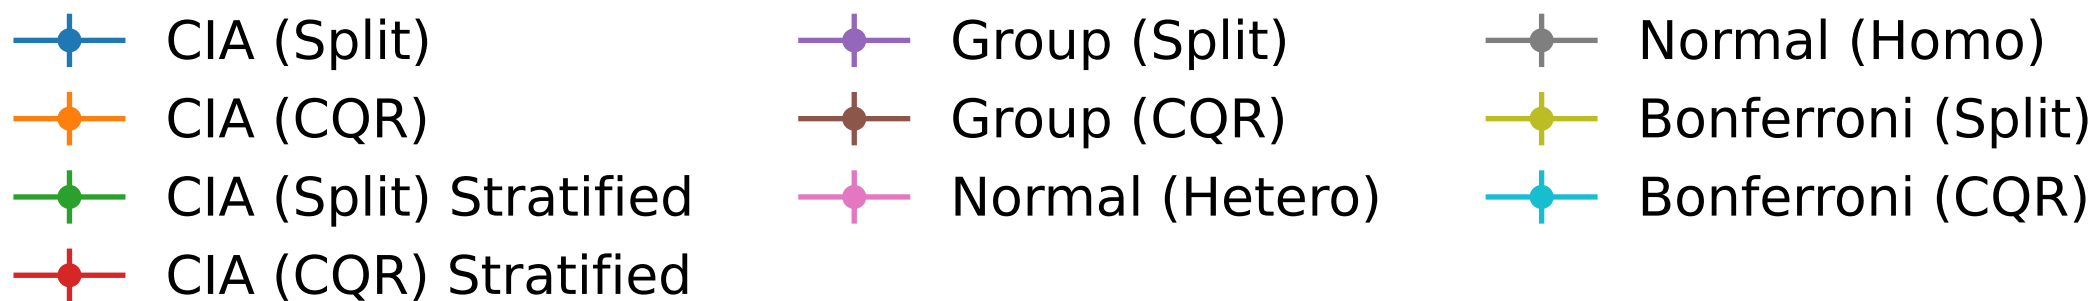 CIA (Split)
CIA (CQR)
CIA (Split) Stratified
CIA (CQR) Stratified
Group (Split)
Group (CQR)
Normal (Hetero)
Normal (Homo)
Bonferroni (Split)
Bonferroni (CQR)